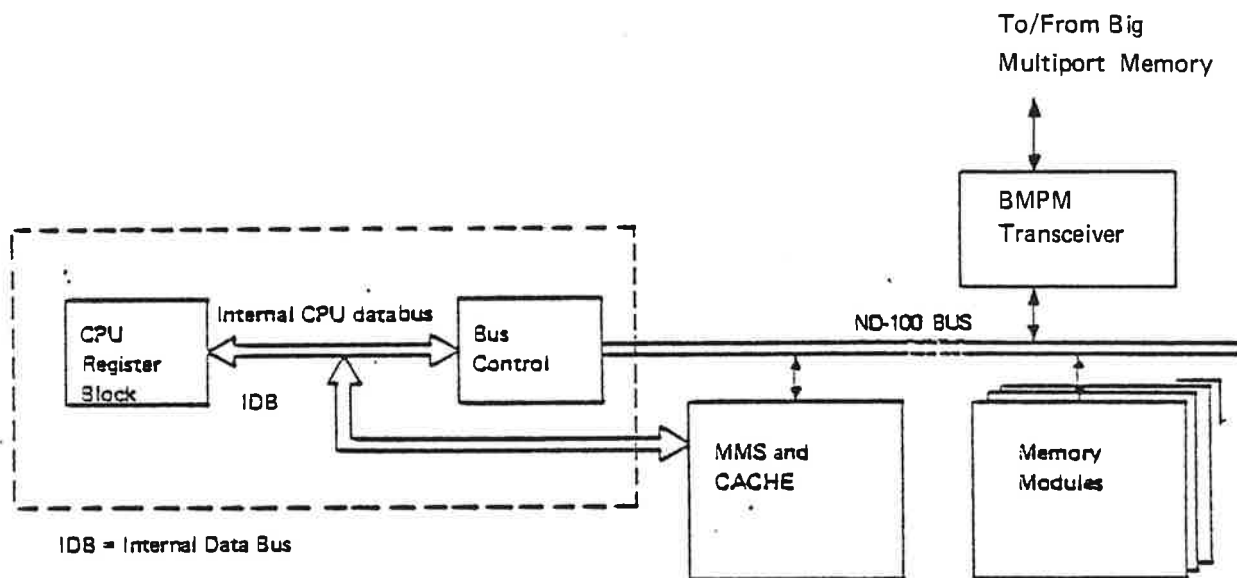 To/From Big
Multiport Memory
BMPM
Transceiver
CPU
Register
Block
Internal CPU databus
IDB
Bus
Control
ND-100 BUS
MMS and
CACHE
Memory
Modules
IDB = Internal Data Bus